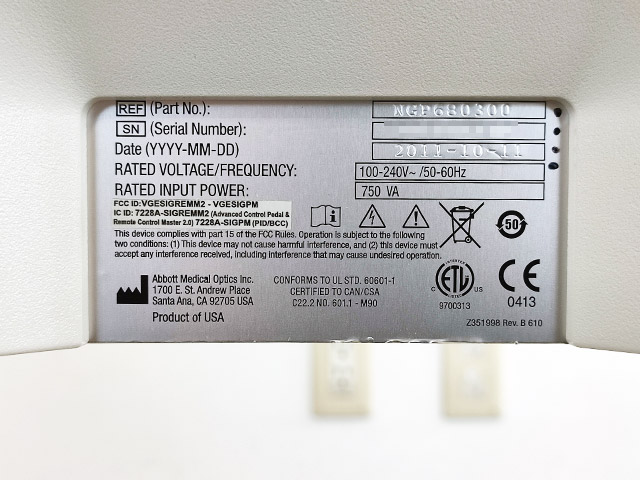 REF (Part No.): NGP680300
SN (Serial Number):
Date (YYYY-MM-DD) 2011-10-11
RATED VOLTAGE/FREQUENCY: 100-240V~ /50-60Hz
RATED INPUT POWER: 750 VA
FCC ID:VGESIGREMM2 - VGESIGPM
IC ID: 7228A-SIGREMM2 (Advanced Control Pedal &
Remote Control Master 2.0) 7228A-SIGPM (PID/BCC)
This device complies with part 15 of the FCC Rules. Operation is subject to the following
two conditions: (1) This device may not cause harmful interference, and (2) this device must
accept any interference received, including interference that may cause undesired operation.
50
Abbott Medical Optics Inc.
1700 E. St. Andrew Place
Santa Ana, CA 92705 USA
Product of USA
CONFORMS TO UL STD. 60601-1
CERTIFIED TO CAN/CSA
C22.2 NO. 601.1 - M90
INTERTEK
C ETL US
LISTED
9700313
CE
0413
Z351998 Rev. B 610